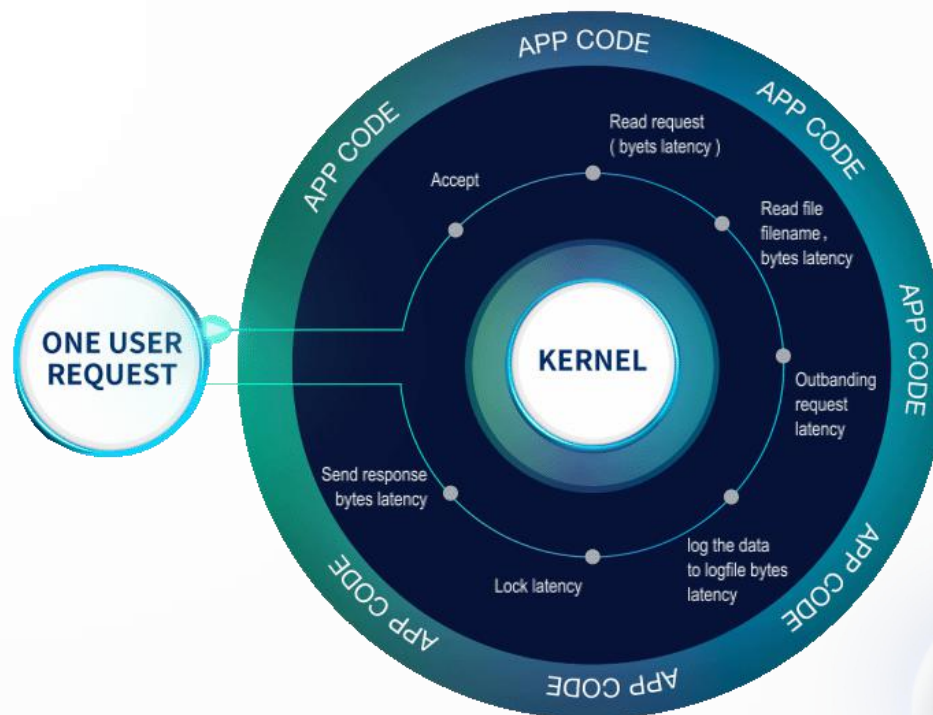 APP CODE
APP CODE
APP CODE
Read request
( byets latency )
Accept
Read file
filename ,
bytes latency
ONE USER
REQUEST
KERNEL
APP CODE
Outbanding
request
latency
Send response
bytes latency
log the data
to logfile bytes
latency
Lock latency
APP CODE
APP CODE
APP CODE